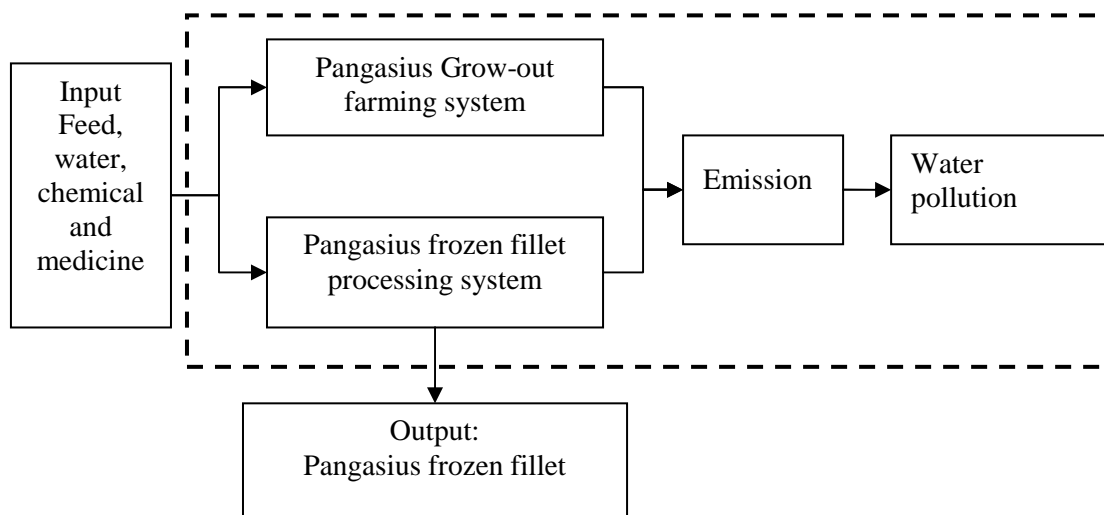 Input
Feed,
water,
chemical
and
medicine
Pangasius Grow-out
farming system
Pangasius frozen fillet
processing system
Emission
Water
pollution
Output:
Pangasius frozen fillet